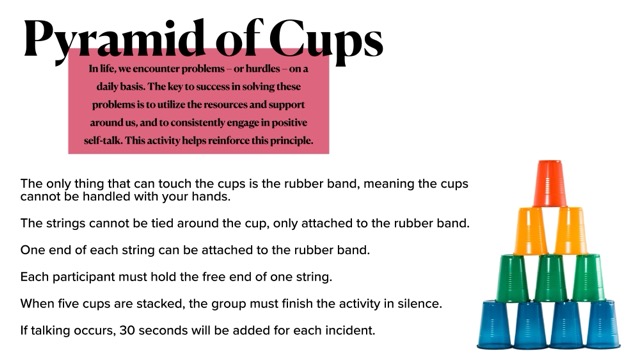 Pyramid of Cups
In life, we encounter problems – or hurdles – on a
daily basis. The key to success in solving these
problems is to utilize the resources and support
around us, and to consistently engage in positive
self-talk. This activity helps reinforce this principle.
The only thing that can touch the cups is the rubber band, meaning the cups
cannot be handled with your hands.
The strings cannot be tied around the cup, only attached to the rubber band.
One end of each string can be attached to the rubber band.
Each participant must hold the free end of one string.
When five cups are stacked, the group must finish the activity in silence.
If talking occurs, 30 seconds will be added for each incident.